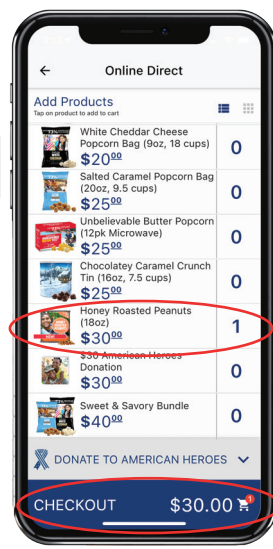 Online Direct
Add Products
Tap on product to add to cart
White Cheddar Cheese
Popcorn Bag (9oz, 18 cups)
$20.00
0
Salted Caramel Popcorn Bag
(20oz, 9.5 cups)
$25.00
0
Unbelievable Butter Popcorn
(12pk Microwave)
$25.00
0
Chocolatey Caramel Crunch
Tin (16oz, 7.5 cups)
$25.00
0
Honey Roasted Peanuts
(18oz)
$30.00
1
$30 American Heroes
Donation
$30.00
0
Sweet & Savory Bundle
$40.00
0
DONATE TO AMERICAN HEROES
CHECKOUT $30.00 1